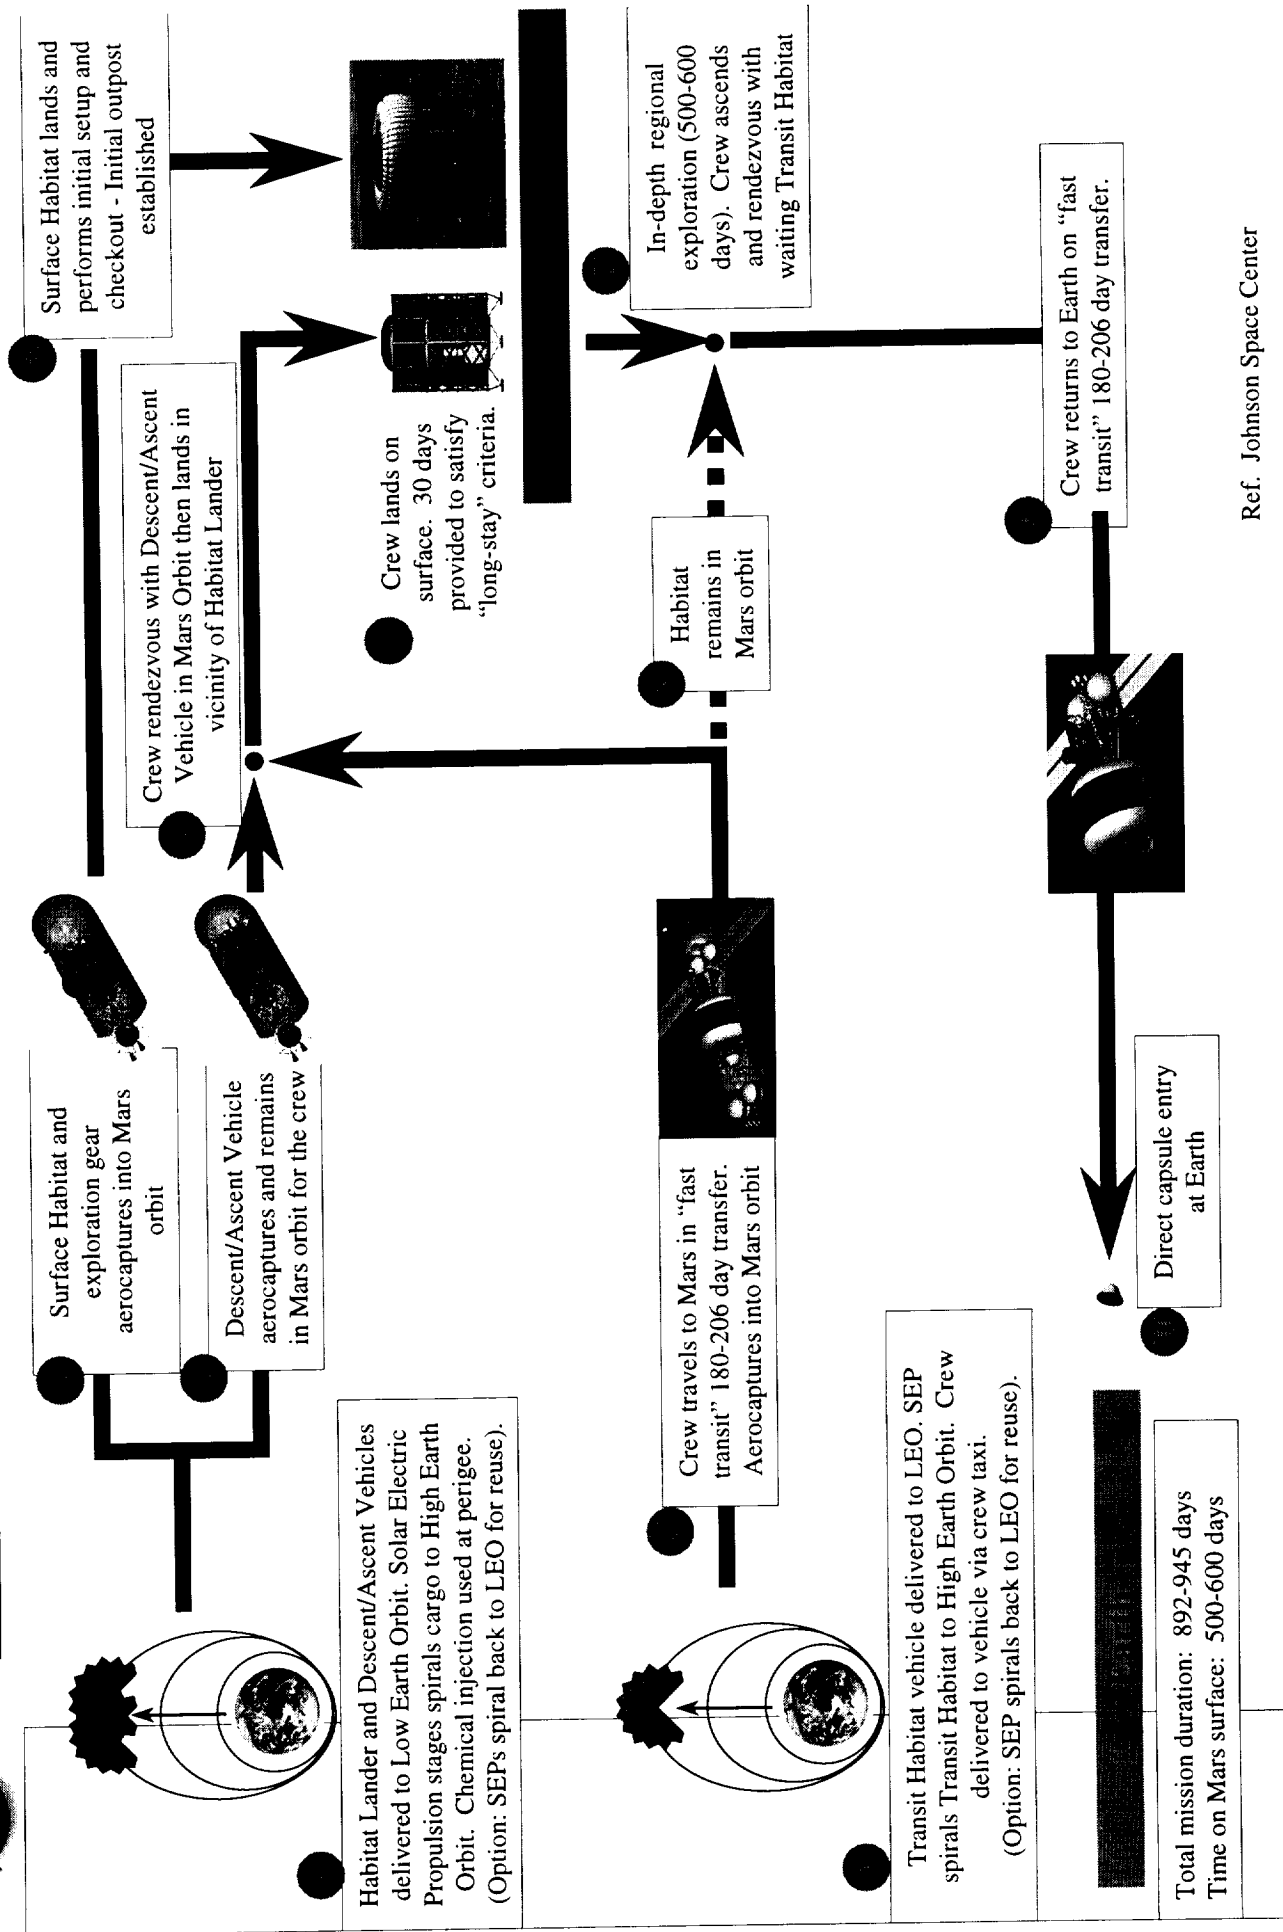 Surface Habitat and
exploration gear
aerocaptures into Mars
orbit
Surface Habitat lands and
performs initial setup and
checkout - Initial outpost
established
Descent/Ascent Vehicle
aerocaptures and remains
in Mars orbit for the crew
Crew rendezvous with Descent/Ascent
Vehicle in Mars Orbit then lands in
vicinity of Habitat Lander
Habitat Lander and Descent/Ascent Vehicles
delivered to Low Earth Orbit. Solar Electric
Propulsion stages spirals cargo to High Earth
Orbit. Chemical injection used at perigee.
(Option: SEPs spiral back to LEO for reuse).
Crew lands on
surface. 30 days
provided to satisfy
“long-stay” criteria.
Crew travels to Mars in “fast
transit” 180-206 day transfer.
Aerocaptures into Mars orbit
Habitat
remains in
Mars orbit
In-depth regional
exploration (500-600
days). Crew ascends
and rendezvous with
waiting Transit Habitat
Transit Habitat vehicle delivered to LEO. SEP
spirals Transit Habitat to High Earth Orbit. Crew
delivered to vehicle via crew taxi.
(Option: SEP spirals back to LEO for reuse).
Crew returns to Earth on “fast
transit” 180-206 day transfer.
Direct capsule entry
at Earth
Total mission duration: 892-945 days
Time on Mars surface: 500-600 days
Ref. Johnson Space Center